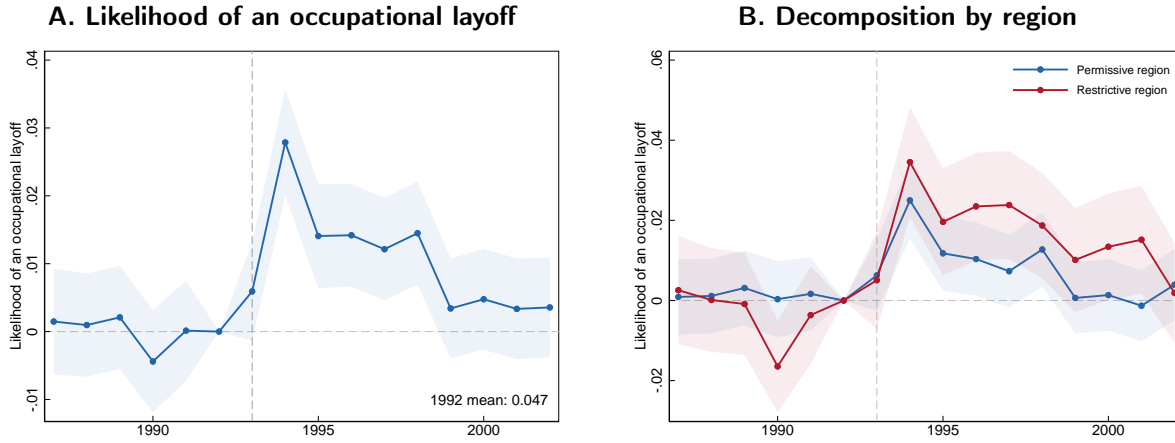 A. Likelihood of an occupational layoff
Likelihood of an occupational layoff
.04
.03
.02
.01
0
-.01
1990
1995
2000
1992 mean: 0.047
B. Decomposition by region
Likelihood of an occupational layoff
.06
.04
.02
0
-.02
1990
1995
2000
Permissive region
Restrictive region